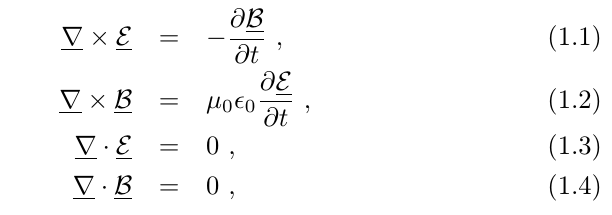 ∇ × ℰ = −∂ℬ/∂t , (1.1)
∇ × ℬ = μ₀ϵ₀ ∂ℰ/∂t , (1.2)
∇ · ℰ = 0 , (1.3)
∇ · ℬ = 0 , (1.4)